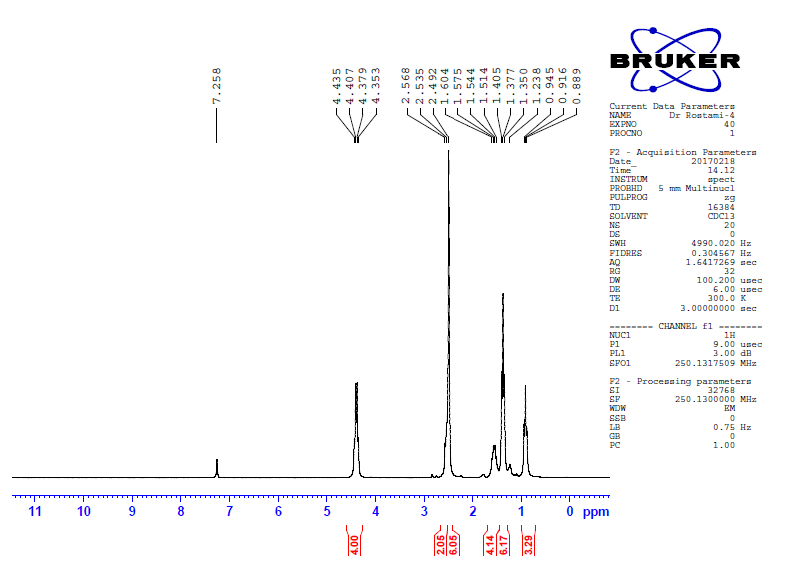 BRUKER
7.258
4.435
4.407
4.379
4.353
2.568
2.535
2.492
1.604
1.575
1.544
1.514
1.405
1.377
1.350
1.238
0.945
0.916
0.889
Current Data Parameters
NAME Dr Rostami-4
EXPNO 40
PROCNO 1
F2 - Acquisition Parameters
Date_ 20170218
Time 14.12
INSTRUM spect
PROBHD 5 mm Multinucl
PULPROG zg
TD 16384
SOLVENT CDCl3
NS 20
DS 0
SWH 4990.020 Hz
FIDRES 0.304567 Hz
AQ 1.6417269 sec
RG 32
DW 100.200 usec
DE 6.00 usec
TE 300.0 K
D1 3.00000000 sec
======== CHANNEL f1 ========
NUC1 1H
P1 9.00 usec
PL1 3.00 dB
SFO1 250.1317509 MHz
F2 - Processing parameters
SI 32768
SF 250.1300000 MHz
WDW EM
SSB 0
LB 0.75 Hz
GB 0
PC 1.00
11 10 9 8 7 6 5 4 3 2 1 0 ppm
4.00
2.05
6.05
4.14
6.17
3.29